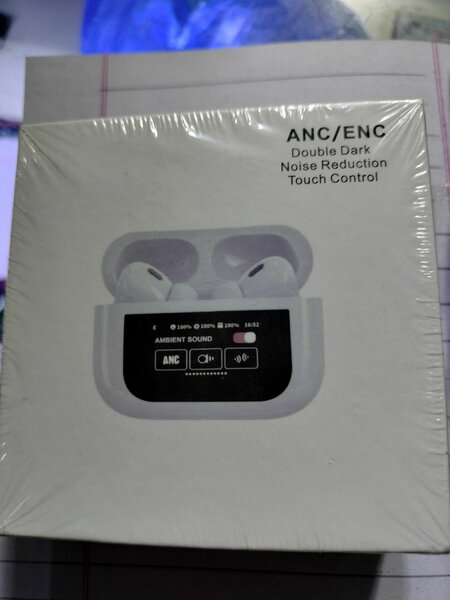 ANC/ENC
Double Dark
Noise Reduction
Touch Control
100% 100% 100% 16:52
AMBIENT SOUND
ANC